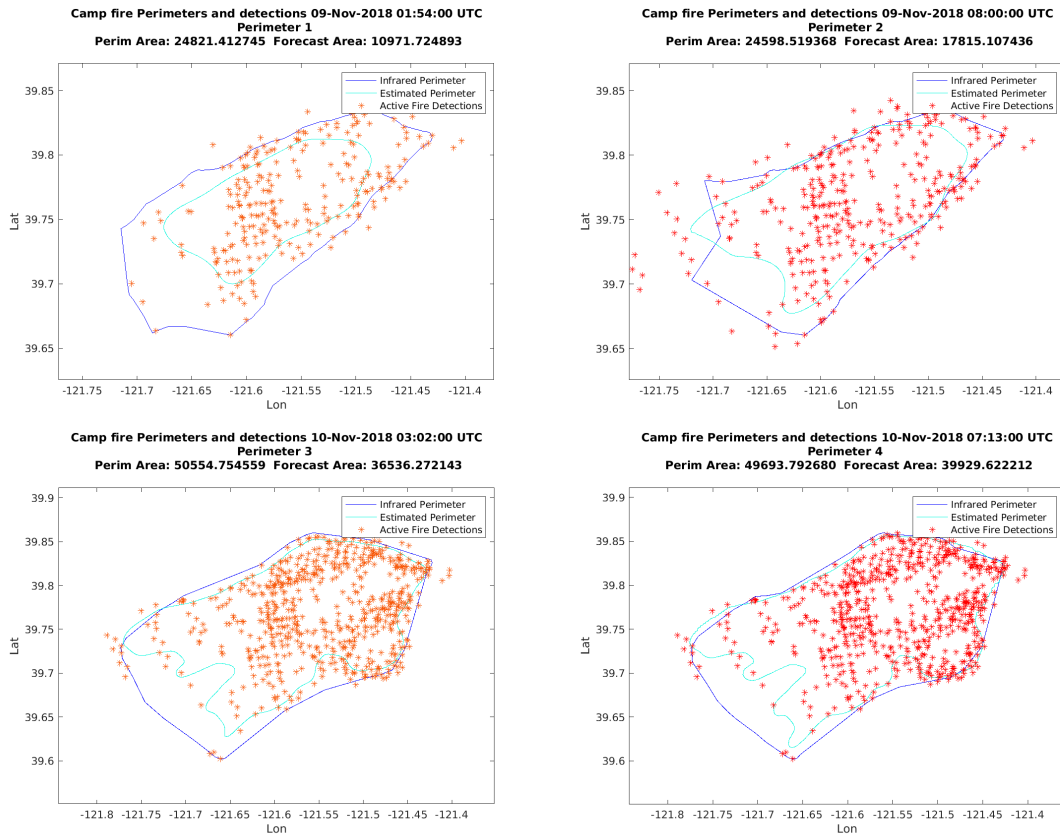 Camp fire Perimeters and detections 09-Nov-2018 01:54:00 UTC
Perimeter 1
Perim Area: 24821.412745 Forecast Area: 10971.724893
Infrared Perimeter
Estimated Perimeter
Active Fire Detections
39.85
39.8
39.75
39.7
39.65
Lat
-121.75 -121.7 -121.65 -121.6 -121.55 -121.5 -121.45 -121.4
Lon
Camp fire Perimeters and detections 09-Nov-2018 08:00:00 UTC
Perimeter 2
Perim Area: 24598.519368 Forecast Area: 17815.107436
Infrared Perimeter
Estimated Perimeter
Active Fire Detections
39.85
39.8
39.75
39.7
39.65
Lat
-121.75 -121.7 -121.65 -121.6 -121.55 -121.5 -121.45 -121.4
Lon
Camp fire Perimeters and detections 10-Nov-2018 03:02:00 UTC
Perimeter 3
Perim Area: 50554.754559 Forecast Area: 36536.272143
Infrared Perimeter
Estimated Perimeter
Active Fire Detections
39.9
39.85
39.8
39.75
39.7
39.65
39.6
Lat
-121.8 -121.75 -121.7 -121.65 -121.6 -121.55 -121.5 -121.45 -121.4
Lon
Camp fire Perimeters and detections 10-Nov-2018 07:13:00 UTC
Perimeter 4
Perim Area: 49693.792680 Forecast Area: 39929.622212
Infrared Perimeter
Estimated Perimeter
Active Fire Detections
39.9
39.85
39.8
39.75
39.7
39.65
39.6
Lat
-121.8 -121.75 -121.7 -121.65 -121.6 -121.55 -121.5 -121.45 -121.4
Lon